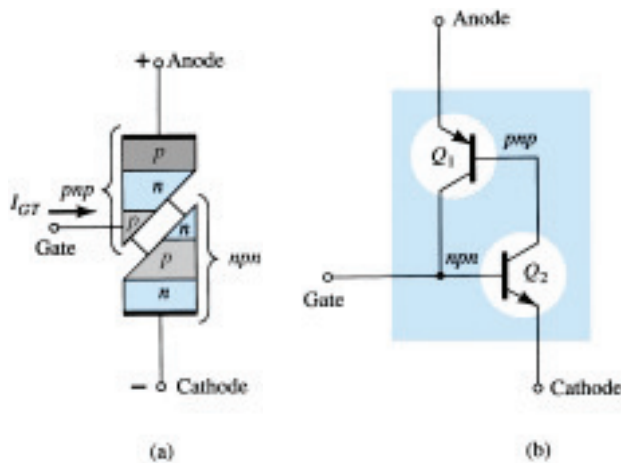 + Anode
p
n
p
n
p
n
pnp
I_GT
Gate
npn
− Cathode
(a)
Anode
pnp
Q₁
npn
Q₂
Gate
Cathode
(b)